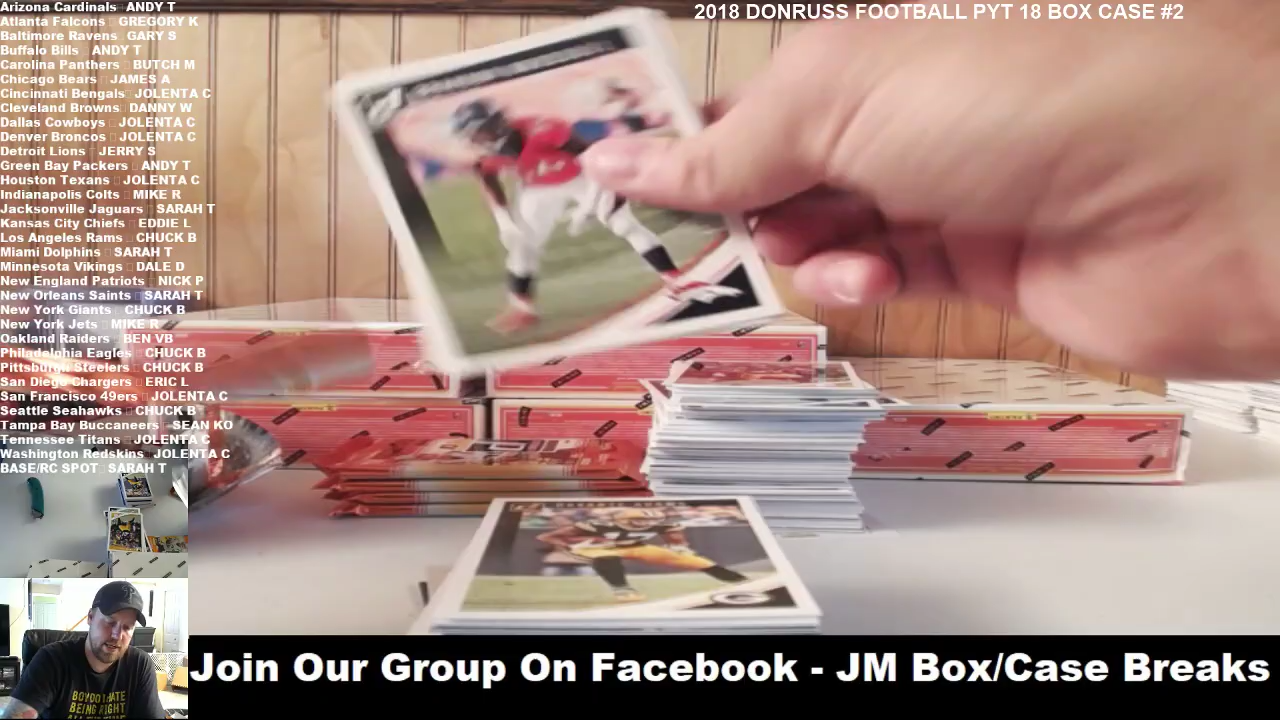 2018 DONRUSS FOOTBALL PYT 18 BOX CASE #2
Arizona Cardinals ANDY T
Atlanta Falcons GREGORY K
Baltimore Ravens GARY S
Buffalo Bills ANDY T
Carolina Panthers BUTCH M
Chicago Bears JAMES A
Cincinnati Bengals JOLENTA C
Cleveland Browns DANNY W
Dallas Cowboys JOLENTA C
Denver Broncos JOLENTA C
Detroit Lions JERRY S
Green Bay Packers ANDY T
Houston Texans JOLENTA C
Indianapolis Colts MIKE R
Jacksonville Jaguars SARAH T
Kansas City Chiefs EDDIE L
Los Angeles Rams CHUCK B
Miami Dolphins SARAH T
Minnesota Vikings DALE D
New England Patriots NICK P
New Orleans Saints SARAH T
New York Giants CHUCK B
New York Jets MIKE R
Oakland Raiders BEN VB
Philadelphia Eagles CHUCK B
Pittsburgh Steelers CHUCK B
San Diego Chargers ERIC L
San Francisco 49ers JOLENTA C
Seattle Seahawks CHUCK B
Tampa Bay Buccaneers SEAN KO
Tennessee Titans JOLENTA C
Washington Redskins JOLENTA C
BASE/RC SPOT SARAH T
17
Join Our Group On Facebook - JM Box/Case Breaks